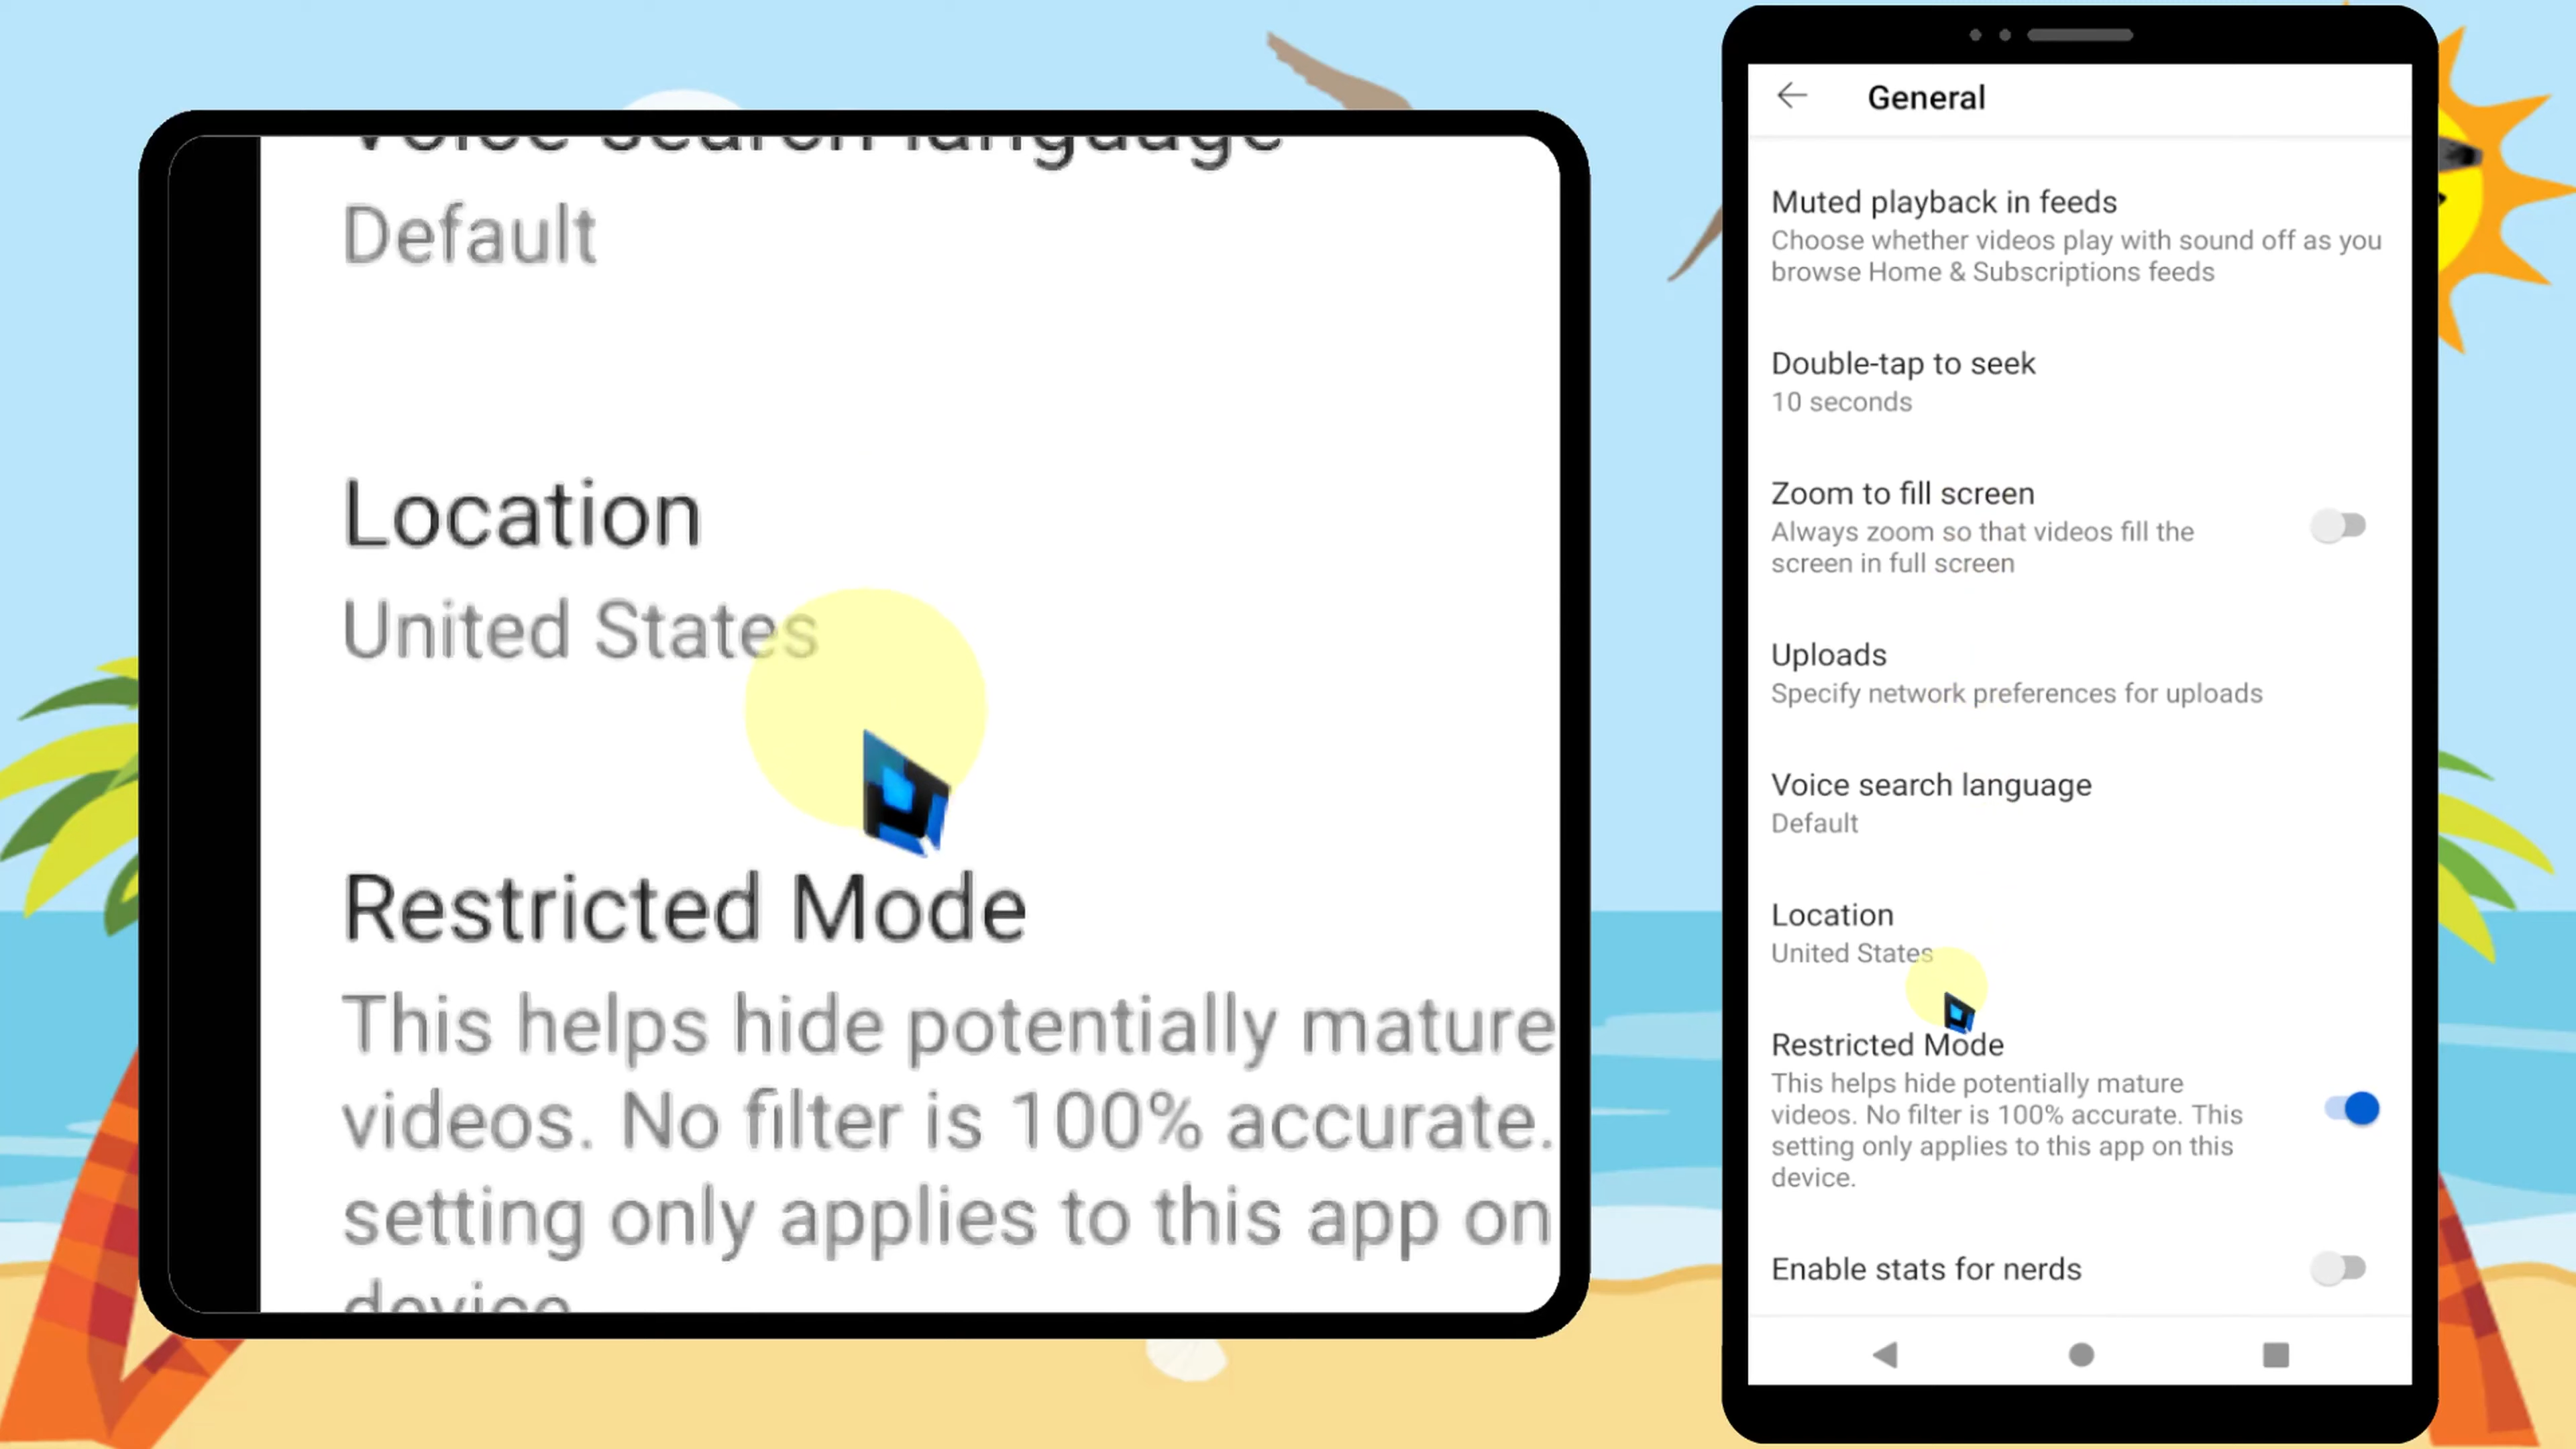 Voice search language
Default
Location
United States
Restricted Mode
This helps hide potentially mature
videos. No filter is 100% accurate.
setting only applies to this app on
device
General
Muted playback in feeds
Choose whether videos play with sound off as you
browse Home & Subscriptions feeds
Double-tap to seek
10 seconds
Zoom to fill screen
Always zoom so that videos fill the
screen in full screen
Uploads
Specify network preferences for uploads
Voice search language
Default
Location
United States
Restricted Mode
This helps hide potentially mature
videos. No filter is 100% accurate. This
setting only applies to this app on this
device.
Enable stats for nerds